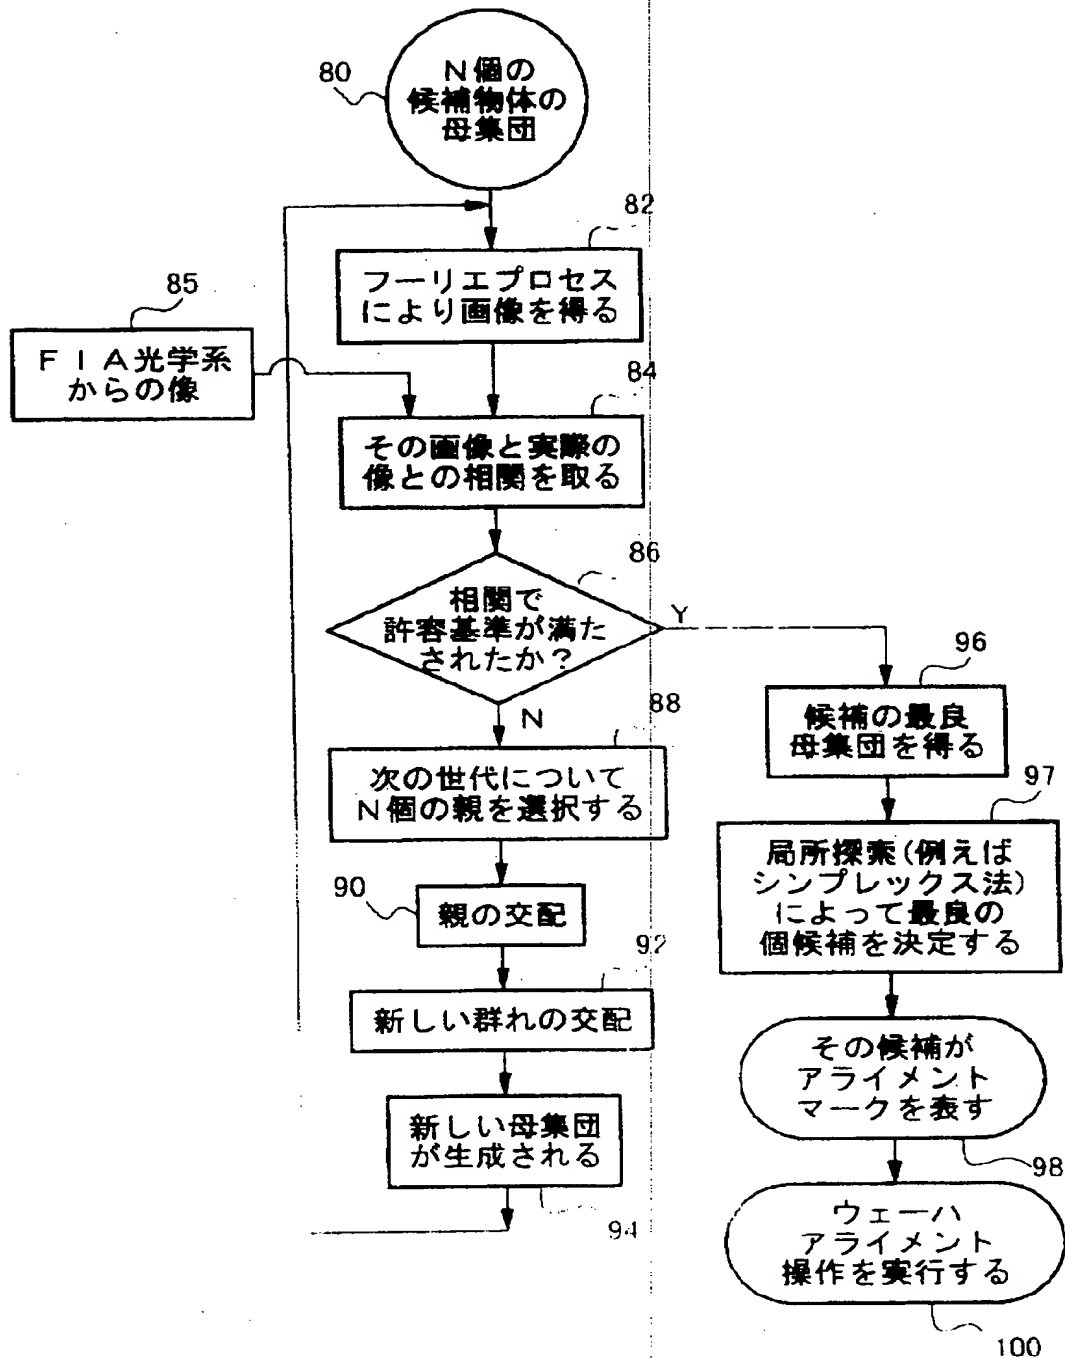 80
N個の
候補物体の
母集団
82
フーリエプロセス
により画像を得る
85
FIA光学系
からの像
84
その画像と実際の
像との相関を取る
86
相関で
許容基準が満た
されたか?
Y
N
88
次の世代について
N個の親を選択する
90
親の交配
92
新しい群れの交配
新しい母集団
が生成される
94
96
候補の最良
母集団を得る
97
局所探索(例えば
シンプレックス法)
によって最良の
個候補を決定する
その候補が
アライメント
マークを表す
98
ウェーハ
アライメント
操作を実行する
100